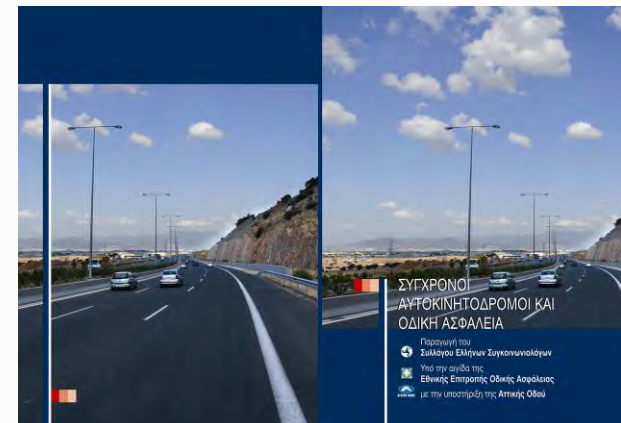 ΣΥΓΧΡΟΝΟΙ
ΑΥΤΟΚΙΝΗΤΟΔΡΟΜΟΙ ΚΑΙ
ΟΔΙΚΗ ΑΣΦΑΛΕΙΑ
Παραγωγή του
Συλλόγου Ελλήνων Συγκοινωνιολόγων
Υπό την αιγίδα της
Εθνικής Επιτροπής Οδικής Ασφάλειας
με την υποστήριξη της Αττικής Οδού